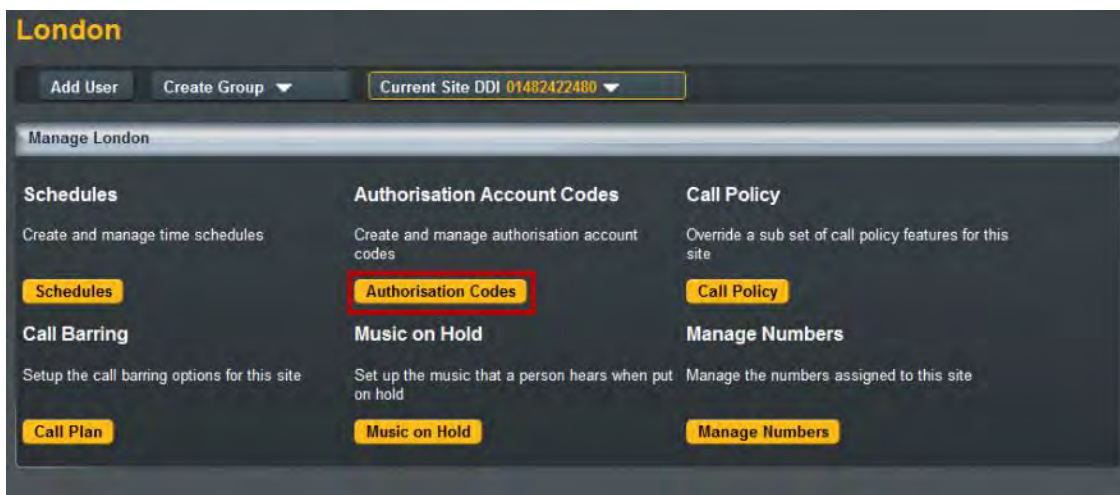 London
Add User Create Group Current Site DDI 01482422480
Manage London
Schedules Authorisation Account Codes Call Policy
Create and manage time schedules Create and manage authorisation account Override a sub set of call policy features for this
codes site
Schedules Authorisation Codes Call Policy
Call Barring Music on Hold Manage Numbers
Setup the call barring options for this site Set up the music that a person hears when put Manage the numbers assigned to this site
on hold
Call Plan Music on Hold Manage Numbers